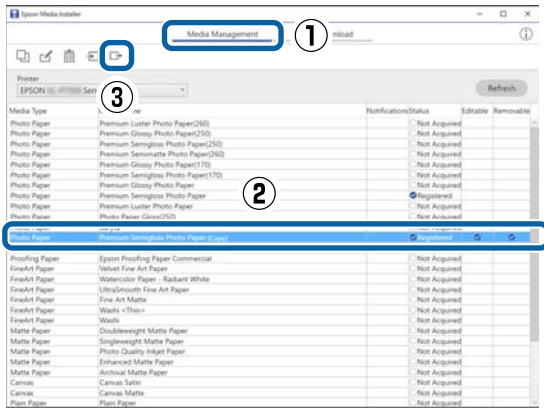 Epson Media Installer
Media Management ① nload
③
Printer
EPSON Seri
Refresh
Media Type Notifications Status Editable Removable
Photo Paper Premium Luster Photo Paper(260) Not Acquired
Photo Paper Premium Glossy Photo Paper(250) Not Acquired
Photo Paper Premium Semigloss Photo Paper(250) Not Acquired
Photo Paper Premium Semimatte Photo Paper(260) Not Acquired
Photo Paper Premium Glossy Photo Paper(170) Not Acquired
Photo Paper Premium Semigloss Photo Paper(170) Not Acquired
Photo Paper Premium Glossy Photo Paper Not Acquired
Photo Paper Premium Semigloss Photo Paper ② Registered
Photo Paper Premium Luster Photo Paper Not Acquired
Photo Paper Photo Paper Gloss(250) Not Acquired
Photo Paper Premium Semigloss Photo Paper (Copy) Registered
Proofing Paper Epson Proofing Paper Commercial Not Acquired
FineArt Paper Velvet Fine Art Paper Not Acquired
FineArt Paper Watercolor Paper - Radiant White Not Acquired
FineArt Paper UltraSmooth Fine Art Paper Not Acquired
FineArt Paper Fine Art Matte Not Acquired
FineArt Paper Washi <Thin> Not Acquired
FineArt Paper Washi Not Acquired
Matte Paper Doubleweight Matte Paper Not Acquired
Matte Paper Singleweight Matte Paper Not Acquired
Matte Paper Photo Quality Inkjet Paper Not Acquired
Matte Paper Enhanced Matte Paper Not Acquired
Matte Paper Archival Matte Paper Not Acquired
Canvas Canvas Satin Not Acquired
Canvas Canvas Matte Not Acquired
Plain Paper Plain Paper Not Acquired